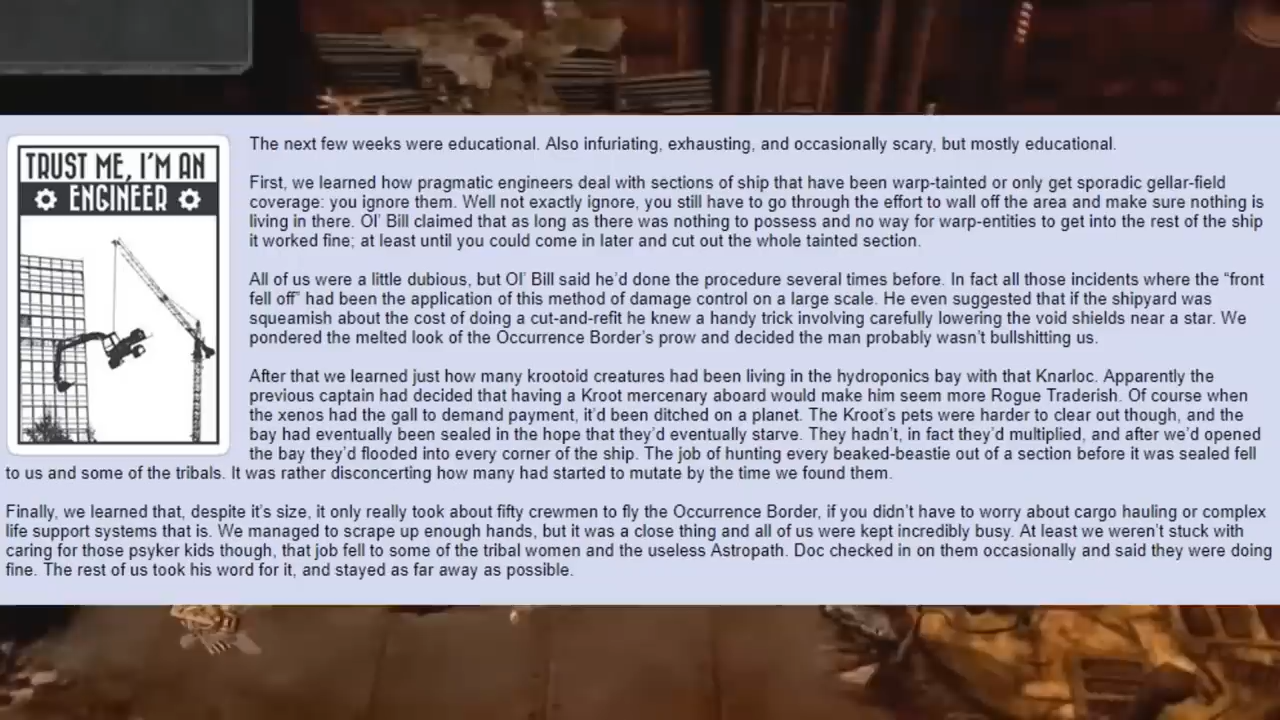 TRUST ME, I'M AN
ENGINEER
The next few weeks were educational. Also infuriating, exhausting, and occasionally scary, but mostly educational.
First, we learned how pragmatic engineers deal with sections of ship that have been warp-tainted or only get sporadic gellar-field
coverage: you ignore them. Well not exactly ignore, you still have to go through the effort to wall off the area and make sure nothing is
living in there. Ol' Bill claimed that as long as there was nothing to possess and no way for warp-entities to get into the rest of the ship
it worked fine; at least until you could come in later and cut out the whole tainted section.
All of us were a little dubious, but Ol' Bill said he'd done the procedure several times before. In fact all those incidents where the "front
fell off" had been the application of this method of damage control on a large scale. He even suggested that if the shipyard was
squeamish about the cost of doing a cut-and-refit he knew a handy trick involving carefully lowering the void shields near a star. We
pondered the melted look of the Occurrence Border's prow and decided the man probably wasn't bullshitting us.
After that we learned just how many krootoid creatures had been living in the hydroponics bay with that Knarloc. Apparently the
previous captain had decided that having a Kroot mercenary aboard would make him seem more Rogue Traderish. Of course when
the xenos had the gall to demand payment, it'd been ditched on a planet. The Kroot's pets were harder to clear out though, and the
bay had eventually been sealed in the hope that they'd eventually starve. They hadn't, in fact they'd multiplied, and after we'd opened
the bay they'd flooded into every corner of the ship. The job of hunting every beaked-beastie out of a section before it was sealed fell
to us and some of the tribals. It was rather disconcerting how many had started to mutate by the time we found them.
Finally, we learned that, despite it's size, it only really took about fifty crewmen to fly the Occurrence Border, if you didn't have to worry about cargo hauling or complex
life support systems that is. We managed to scrape up enough hands, but it was a close thing and all of us were kept incredibly busy. At least we weren't stuck with
caring for those psyker kids though, that job fell to some of the tribal women and the useless Astropath. Doc checked in on them occasionally and said they were doing
fine. The rest of us took his word for it, and stayed as far away as possible.